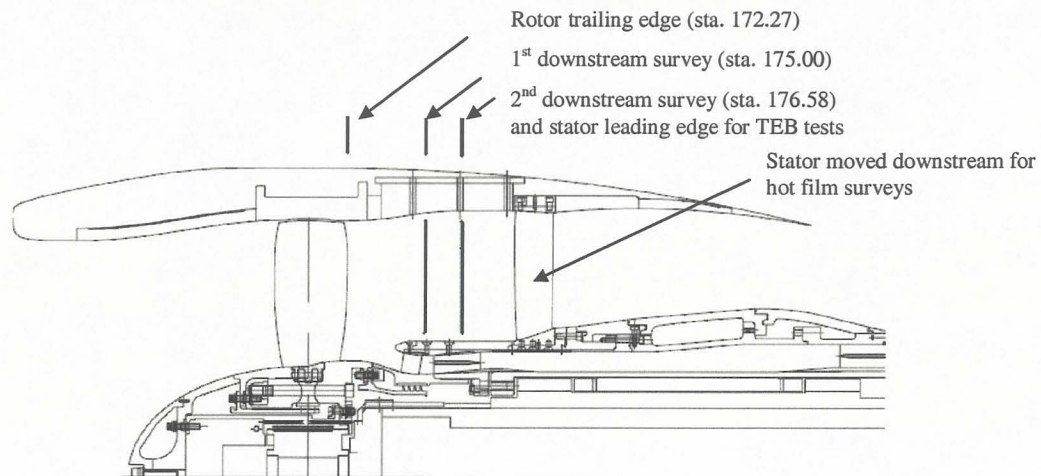 Rotor trailing edge (sta. 172.27)
1st downstream survey (sta. 175.00)
2nd downstream survey (sta. 176.58)
and stator leading edge for TEB tests
Stator moved downstream for
hot film surveys